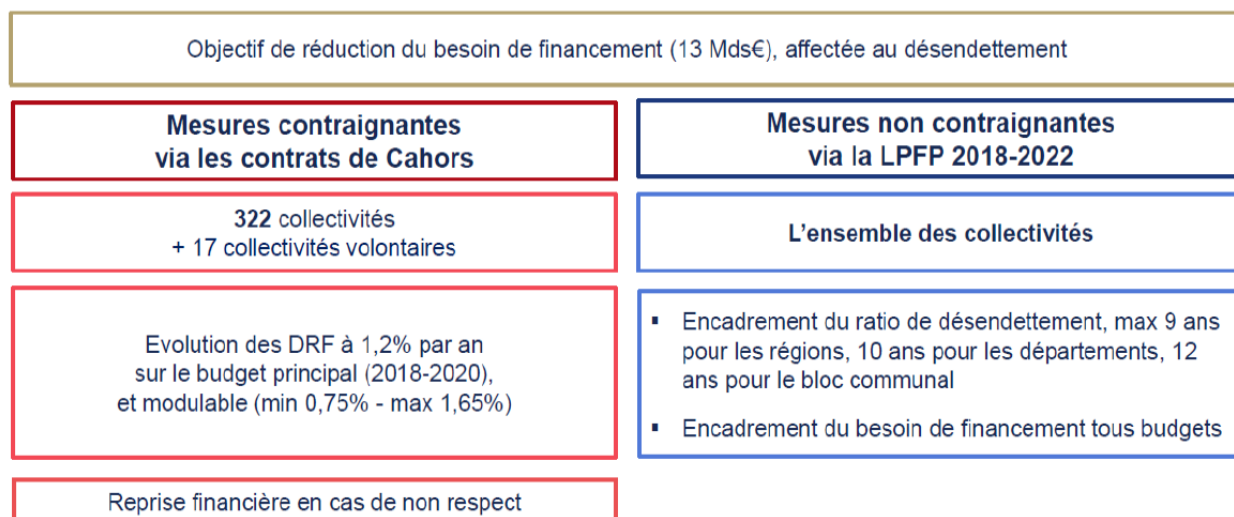 Objectif de réduction du besoin de financement (13 Mds€), affectée au désendettement
Mesures contraignantes
via les contrats de Cahors
322 collectivités
+ 17 collectivités volontaires
Evolution des DRF à 1,2% par an
sur le budget principal (2018-2020),
et modulable (min 0,75% - max 1,65%)
Reprise financière en cas de non respect
Mesures non contraignantes
via la LPFP 2018-2022
L'ensemble des collectivités
▪ Encadrement du ratio de désendettement, max 9 ans
pour les régions, 10 ans pour les départements, 12
ans pour le bloc communal
▪ Encadrement du besoin de financement tous budgets